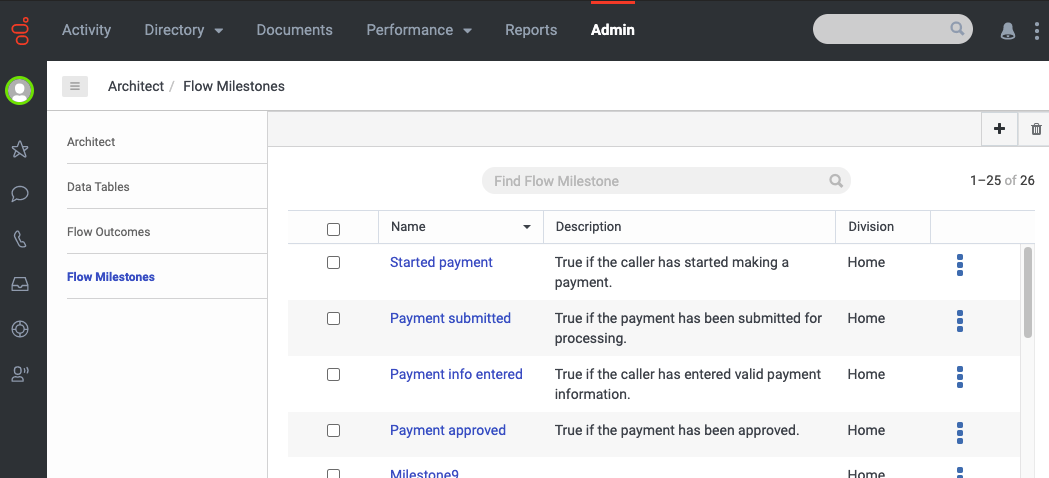 Activity Directory Documents Performance Reports Admin
Architect / Flow Milestones
Architect
Data Tables
Flow Outcomes
Flow Milestones
Find Flow Milestone
1–25 of 26
Name Description Division
Started payment True if the caller has started making a Home
payment.
Payment submitted True if the payment has been submitted for Home
processing.
Payment info entered True if the caller has entered valid payment Home
information.
Payment approved True if the payment has been approved. Home
Milestone9 Home